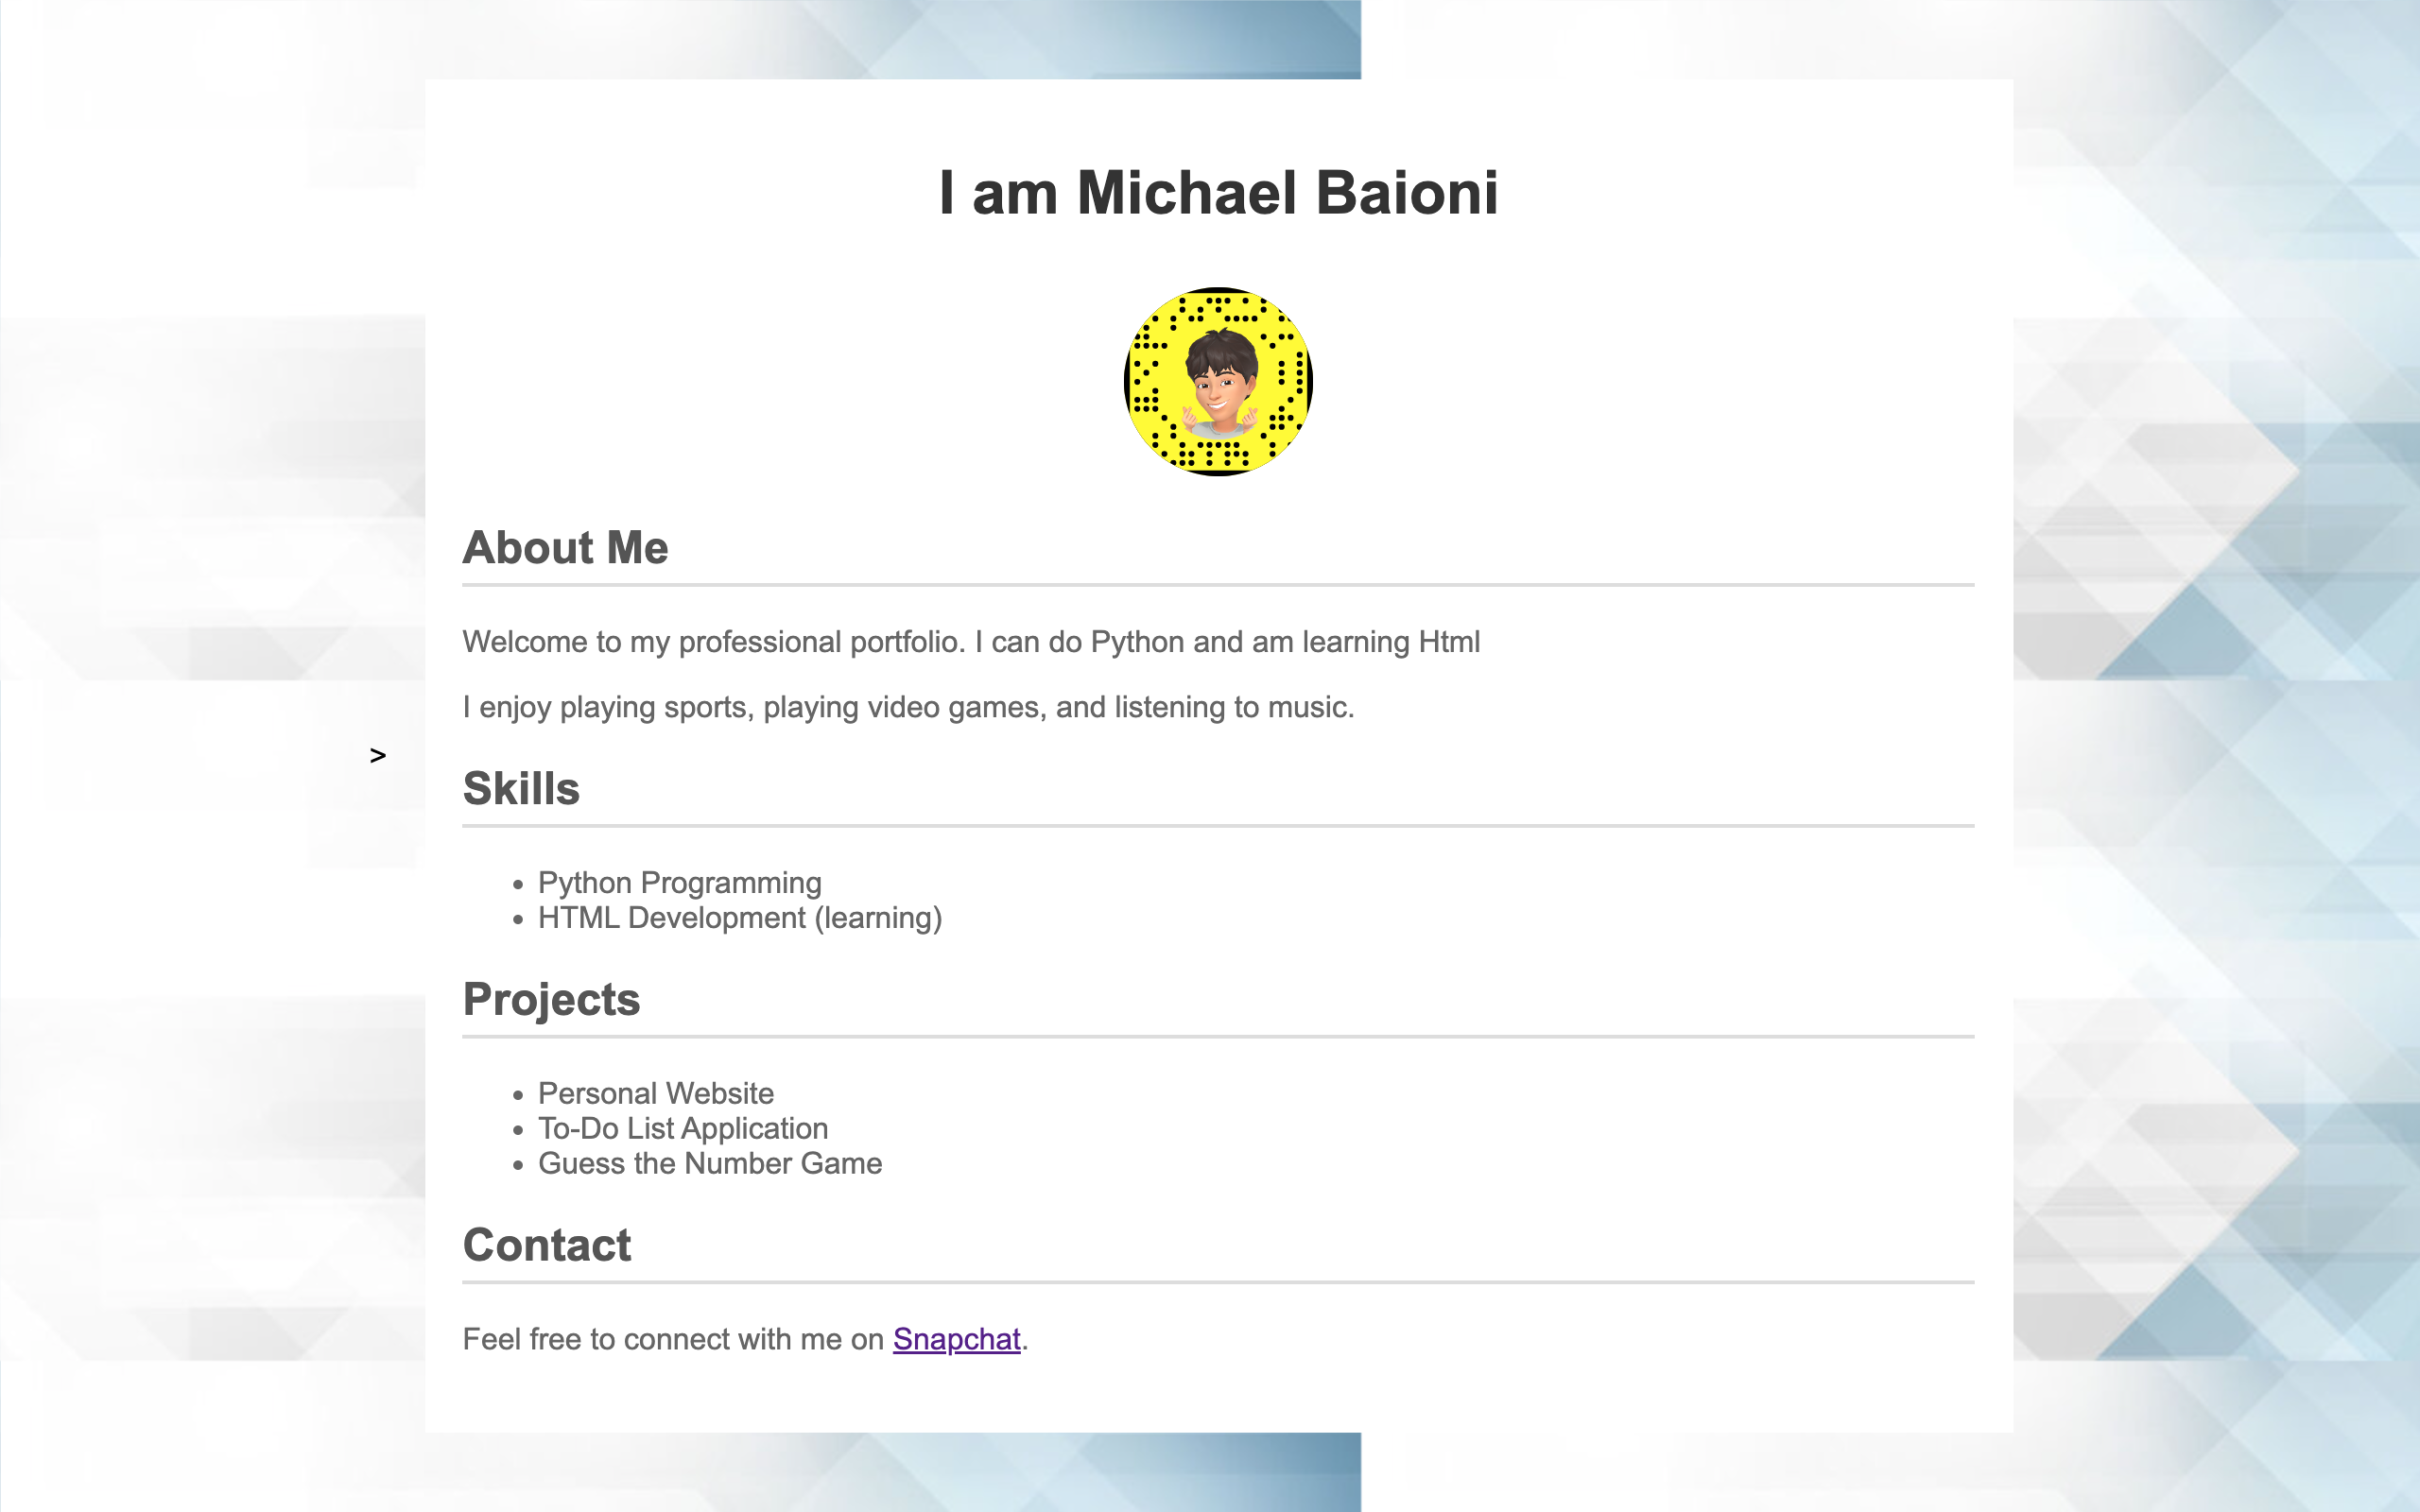 I am Michael Baioni
About Me
Welcome to my professional portfolio. I can do Python and am learning Html
I enjoy playing sports, playing video games, and listening to music.
>
Skills
• Python Programming
• HTML Development (learning)
Projects
• Personal Website
• To-Do List Application
• Guess the Number Game
Contact
Feel free to connect with me on Snapchat.